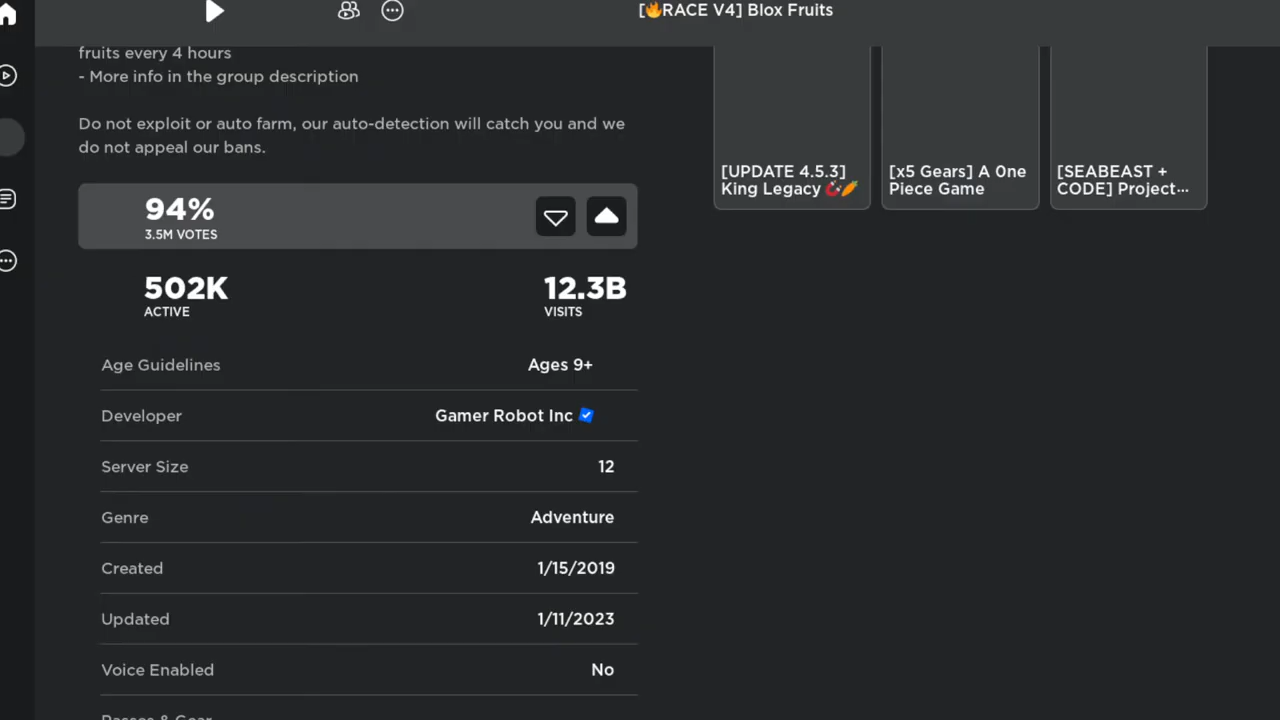 [🔥RACE V4] Blox Fruits
fruits every 4 hours
- More info in the group description
Do not exploit or auto farm, our auto-detection will catch you and we
do not appeal our bans.
94%
3.5M VOTES
502K
ACTIVE
12.3B
VISITS
Age Guidelines Ages 9+
Developer Gamer Robot Inc
Server Size 12
Genre Adventure
Created 1/15/2019
Updated 1/11/2023
Voice Enabled No
Passes & Gear
[UPDATE 4.5.3]
King Legacy 🧲🥕
[x5 Gears] A 0ne
Piece Game
[SEABEAST +
CODE] Project...